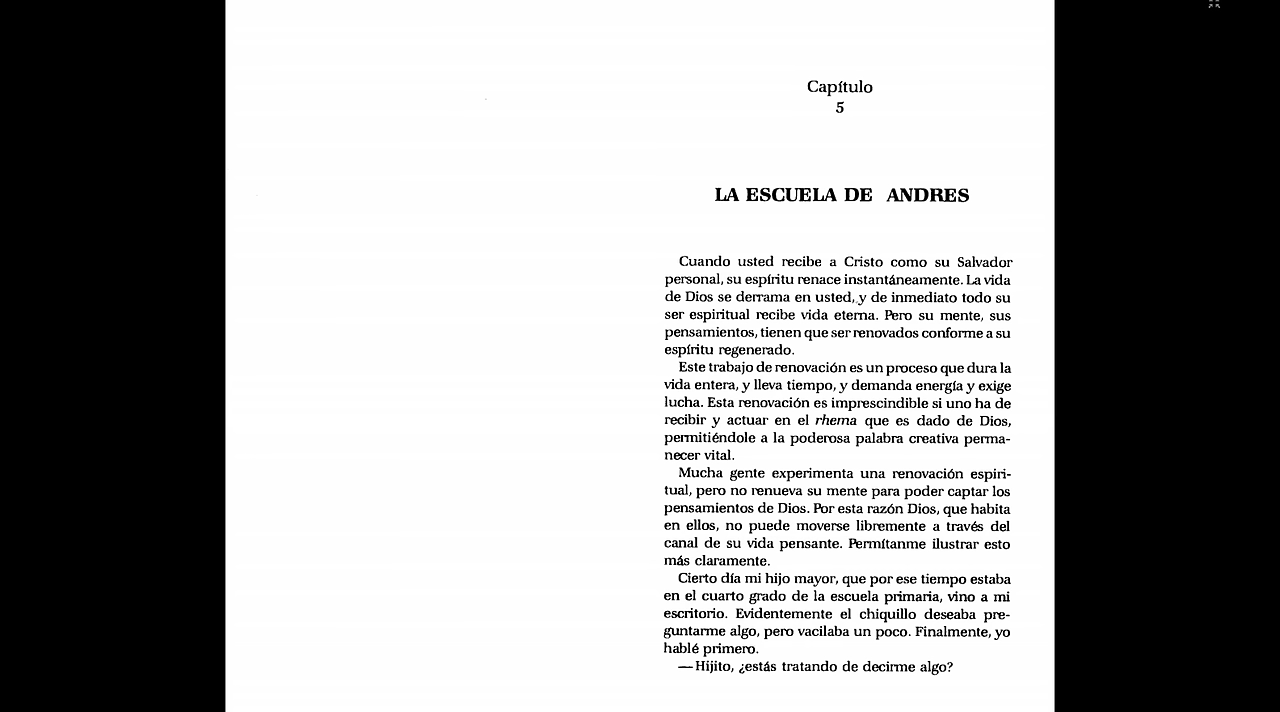 Capítulo
5
LA ESCUELA DE ANDRES
Cuando usted recibe a Cristo como su Salvador
personal, su espíritu renace instantáneamente. La vida
de Dios se derrama en usted, y de inmediato todo su
ser espiritual recibe vida eterna. Pero su mente, sus
pensamientos, tienen que ser renovados conforme a su
espíritu regenerado.
Este trabajo de renovación es un proceso que dura la
vida entera, y lleva tiempo, y demanda energía y exige
lucha. Esta renovación es imprescindible si uno ha de
recibir y actuar en el rhema que es dado de Dios,
permitiéndole a la poderosa palabra creativa perma-
necer vital.
Mucha gente experimenta una renovación espiri-
tual, pero no renueva su mente para poder captar los
pensamientos de Dios. Por esta razón Dios, que habita
en ellos, no puede moverse libremente a través del
canal de su vida pensante. Permítanme ilustrar esto
más claramente.
Cierto día mi hijo mayor, que por ese tiempo estaba
en el cuarto grado de la escuela primaria, vino a mi
escritorio. Evidentemente el chiquillo deseaba pre-
guntarme algo, pero vacilaba un poco. Finalmente, yo
hablé primero.
—Hijito, ¿estás tratando de decirme algo?